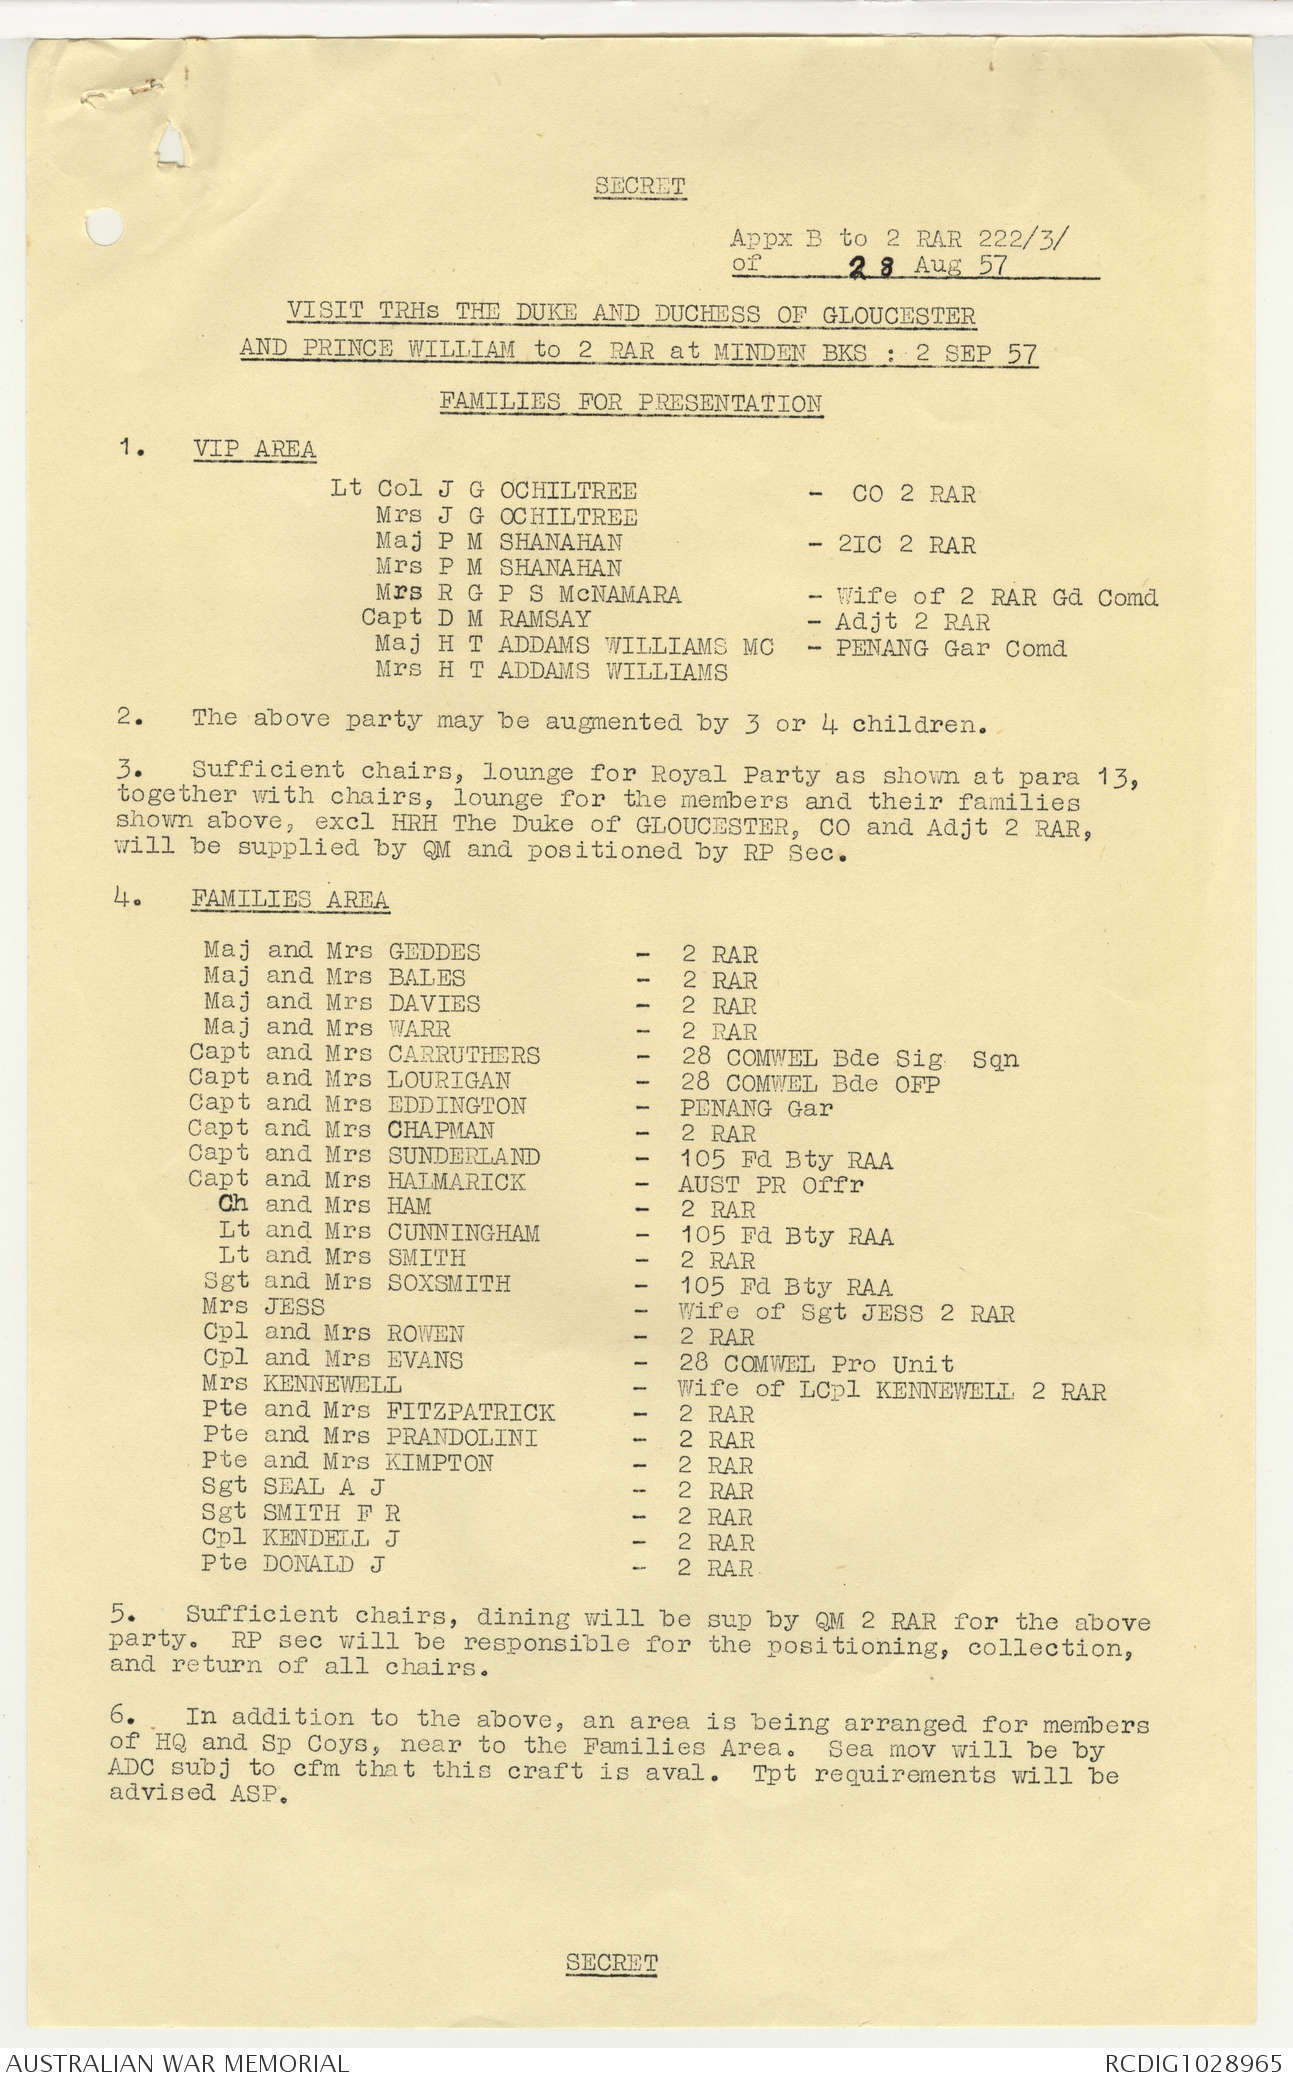 SECRET
Appx B to 2 RAR 222/3/
of 28 Aug 57
VISIT TRHs THE DUKE AND DUCHESS OF GLOUCESTER
AND PRINCE WILLIAM to 2 RAR at MINDEN BKS : 2 SEP 57
FAMILIES FOR PRESENTATION
1. VIP AREA
Lt Col J G OCHILTREE - CO 2 RAR
Mrs J G OCHILTREE
Maj P M SHANAHAN - 2IC 2 RAR
Mrs P M SHANAHAN
Mrs R G P S McNAMARA - Wife of 2 RAR Gd Comd
Capt D M RAMSAY - Adjt 2 RAR
Maj H T ADDAMS WILLIAMS MC - PENANG Gar Comd
Mrs H T ADDAMS WILLIAMS
2. The above party may be augmented by 3 or 4 children.
3. Sufficient chairs, lounge for Royal Party as shown at para 13,
together with chairs, lounge for the members and their families
shown above, excl HRH The Duke of GLOUCESTER, CO and Adjt 2 RAR,
will be supplied by QM and positioned by RP Sec.
4. FAMILIES AREA
Maj and Mrs GEDDES - 2 RAR
Maj and Mrs BALES - 2 RAR
Maj and Mrs DAVIES - 2 RAR
Maj and Mrs WARR - 2 RAR
Capt and Mrs CARRUTHERS - 28 COMWEL Bde Sig Sqn
Capt and Mrs LOURIGAN - 28 COMWEL Bde OFP
Capt and Mrs EDDINGTON - PENANG Gar
Capt and Mrs CHAPMAN - 2 RAR
Capt and Mrs SUNDERLAND - 105 Fd Bty RAA
Capt and Mrs HALMARICK - AUST PR Offr
Ch and Mrs HAM - 2 RAR
Lt and Mrs CUNNINGHAM - 105 Fd Bty RAA
Lt and Mrs SMITH - 2 RAR
Sgt and Mrs SOXSMITH - 105 Fd Bty RAA
Mrs JESS - Wife of Sgt JESS 2 RAR
Cpl and Mrs ROWEN - 2 RAR
Cpl and Mrs EVANS - 28 COMWEL Pro Unit
Mrs KENNEWELL - Wife of LCpl KENNEWELL 2 RAR
Pte and Mrs FITZPATRICK - 2 RAR
Pte and Mrs PRANDOLINI - 2 RAR
Pte and Mrs KIMPTON - 2 RAR
Sgt SEAL A J - 2 RAR
Sgt SMITH F R - 2 RAR
Cpl KENDELL J - 2 RAR
Pte DONALD J - 2 RAR
5. Sufficient chairs, dining will be sup by QM 2 RAR for the above
party. RP sec will be responsible for the positioning, collection,
and return of all chairs.
6. In addition to the above, an area is being arranged for members
of HQ and Sp Coys, near to the Families Area. Sea mov will be by
ADC subj to cfm that this craft is aval. Tpt requirements will be
advised ASP.
SECRET
AUSTRALIAN WAR MEMORIAL RCDIG1028965